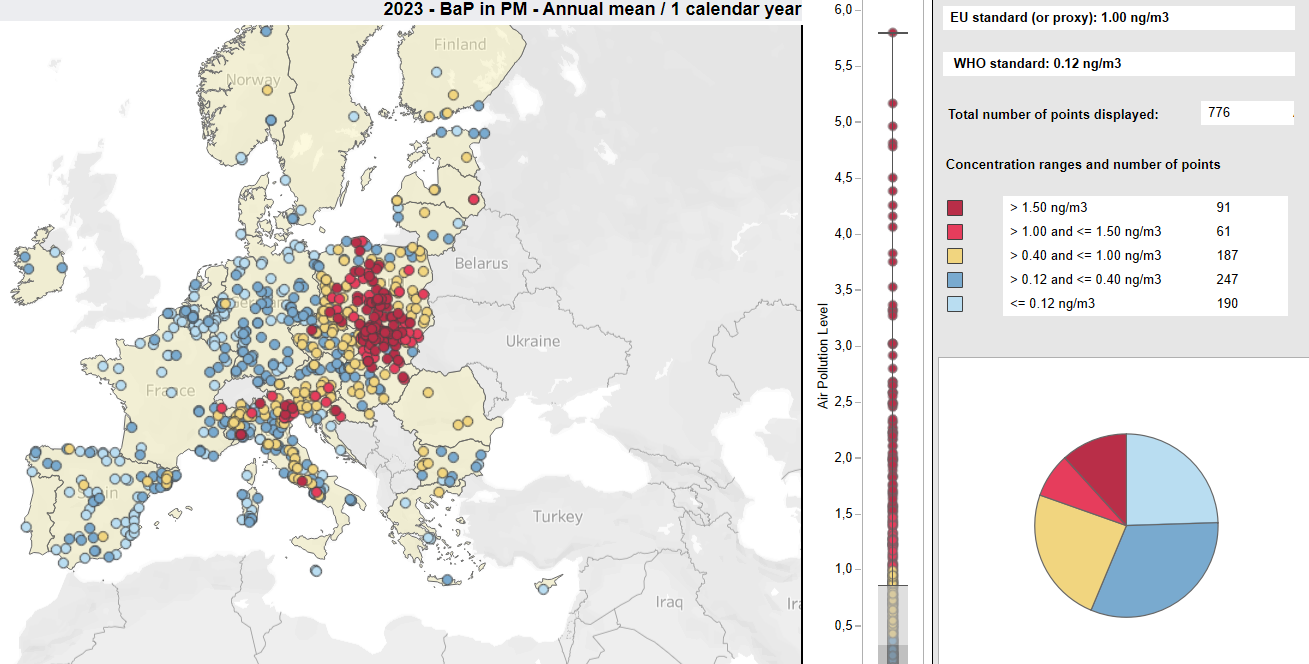 2023 - BaP in PM - Annual mean / 1 calendar year
Finland
Norway
Belarus
Ukraine
France
Spain
Turkey
Iraq
6,0
5,5
5,0
4,5
4,0
3,5
3,0
2,5
2,0
1,5
1,0
0,5
Air Pollution Level
EU standard (or proxy): 1.00 ng/m3
WHO standard: 0.12 ng/m3
Total number of points displayed: 776
Concentration ranges and number of points
> 1.50 ng/m3 91
> 1.00 and <= 1.50 ng/m3 61
> 0.40 and <= 1.00 ng/m3 187
> 0.12 and <= 0.40 ng/m3 247
<= 0.12 ng/m3 190